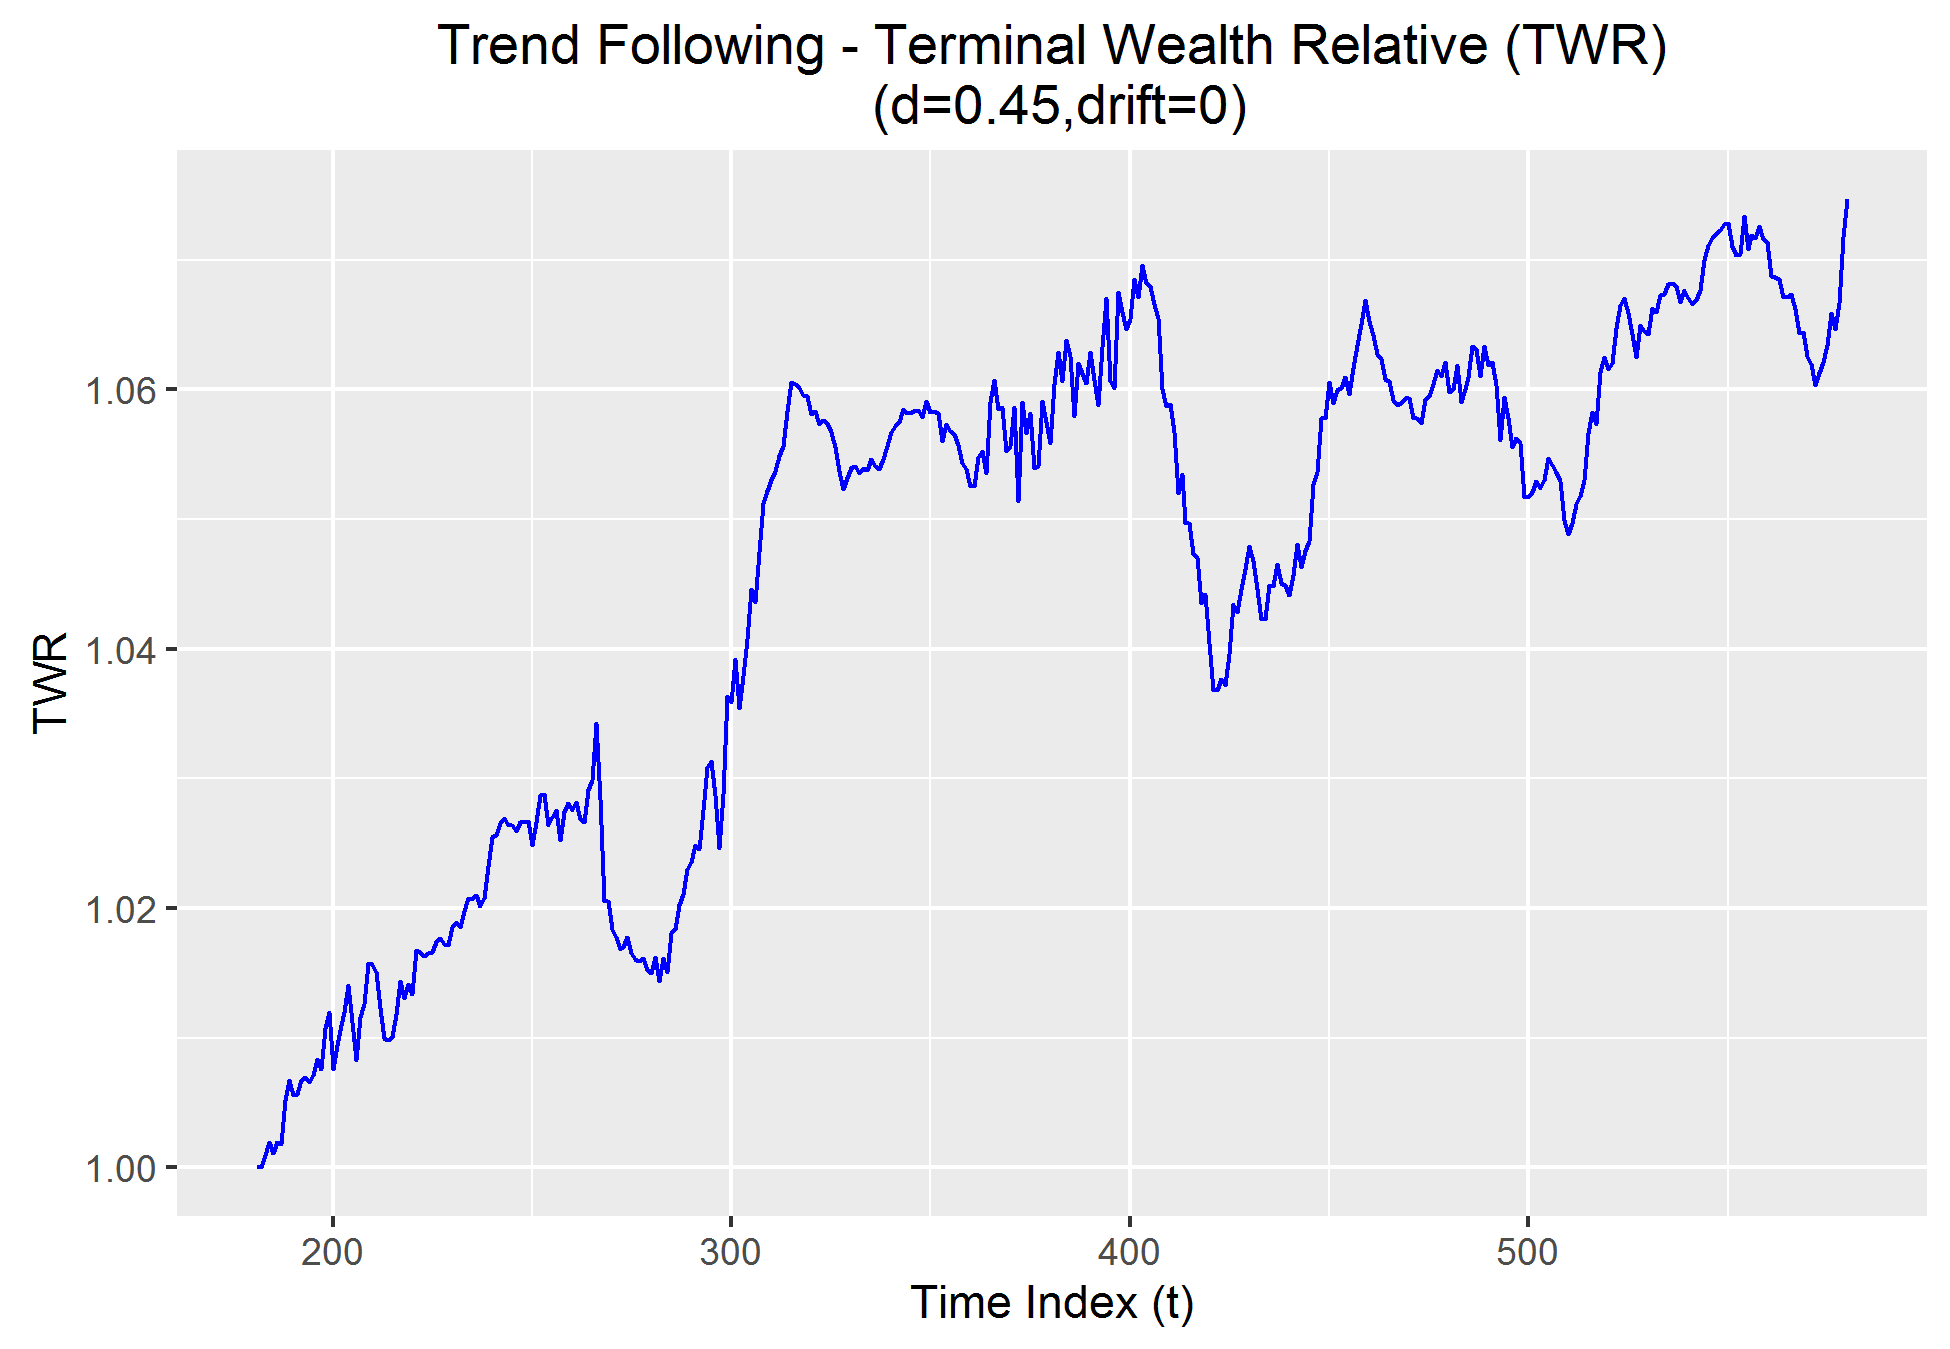 Trend Following - Terminal Wealth Relative (TWR)
(d=0.45,drift=0)
TWR
1.06
1.04
1.02
1.00
200 300 400 500
Time Index (t)